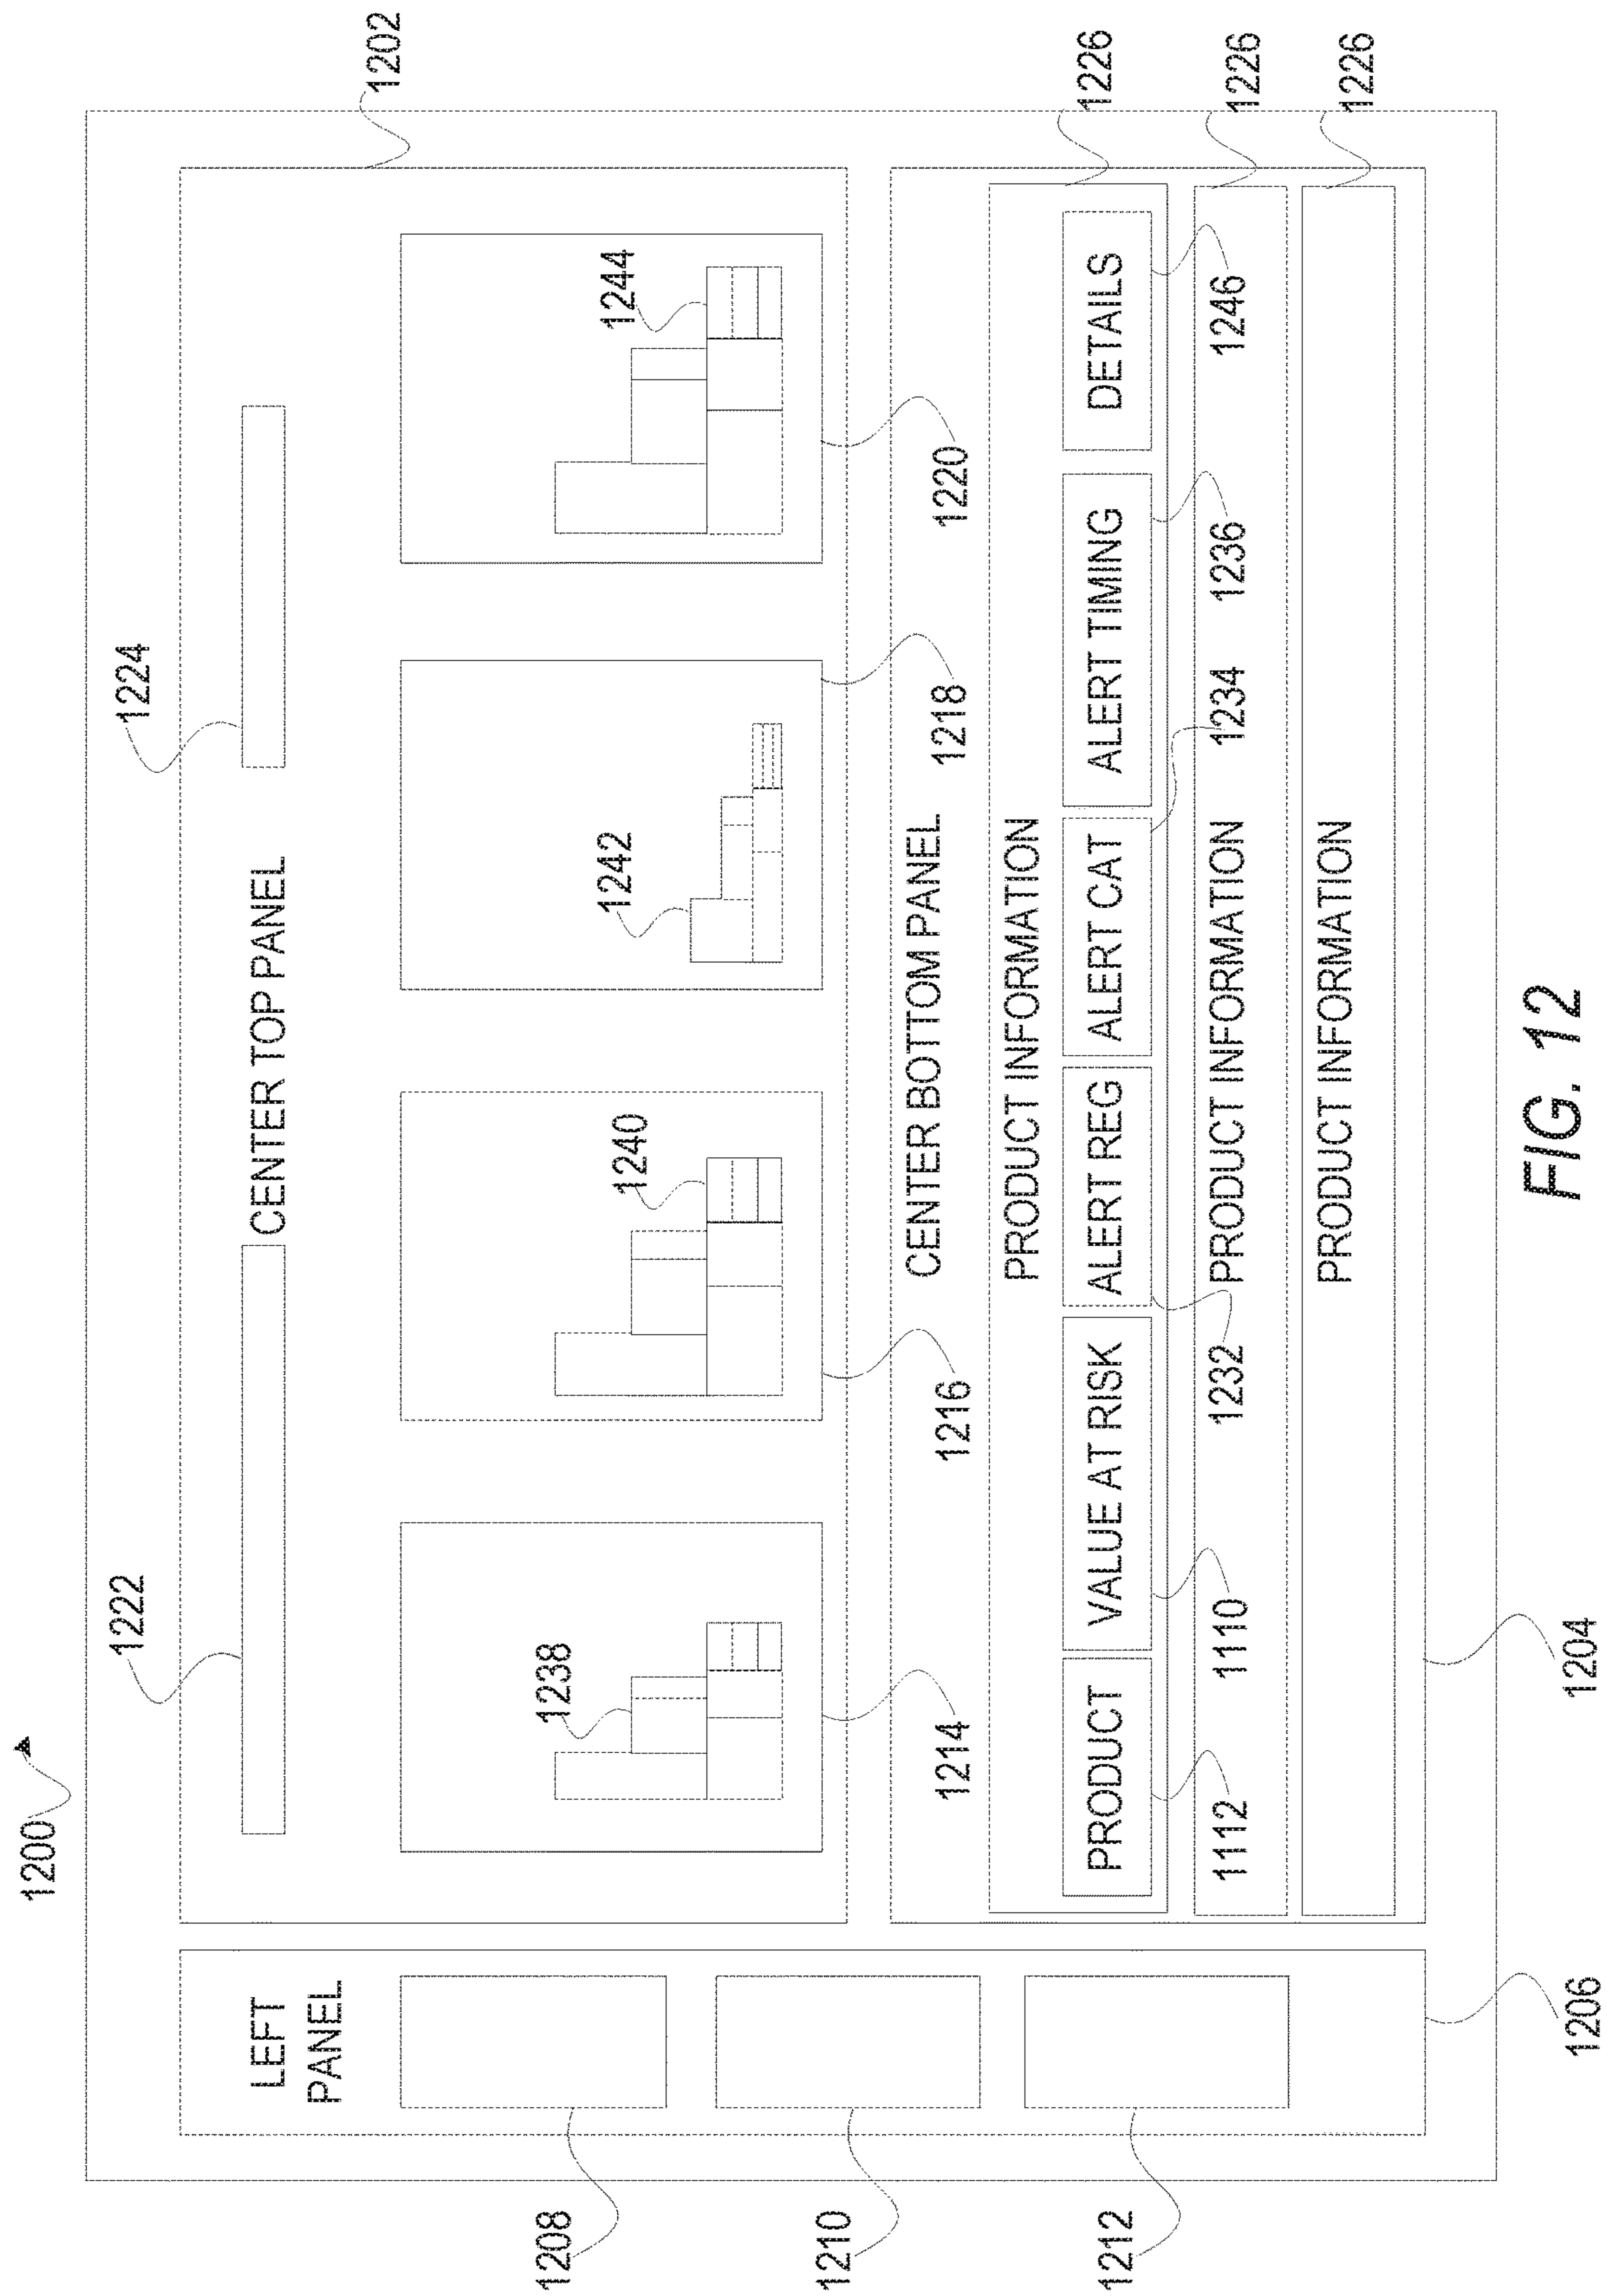 1200
1222
1224
1202
CENTER TOP PANEL
LEFT
PANEL
1238
1240
1242
1244
1208
1210
1212
1214
1216
1218
1220
CENTER BOTTOM PANEL
PRODUCT INFORMATION
1226
PRODUCT
VALUE AT RISK
ALERT REG
ALERT CAT
ALERT TIMING
DETAILS
1112
1110
1232
1234
1236
1246
PRODUCT INFORMATION
1226
PRODUCT INFORMATION
1226
1206
1204
FIG. 12